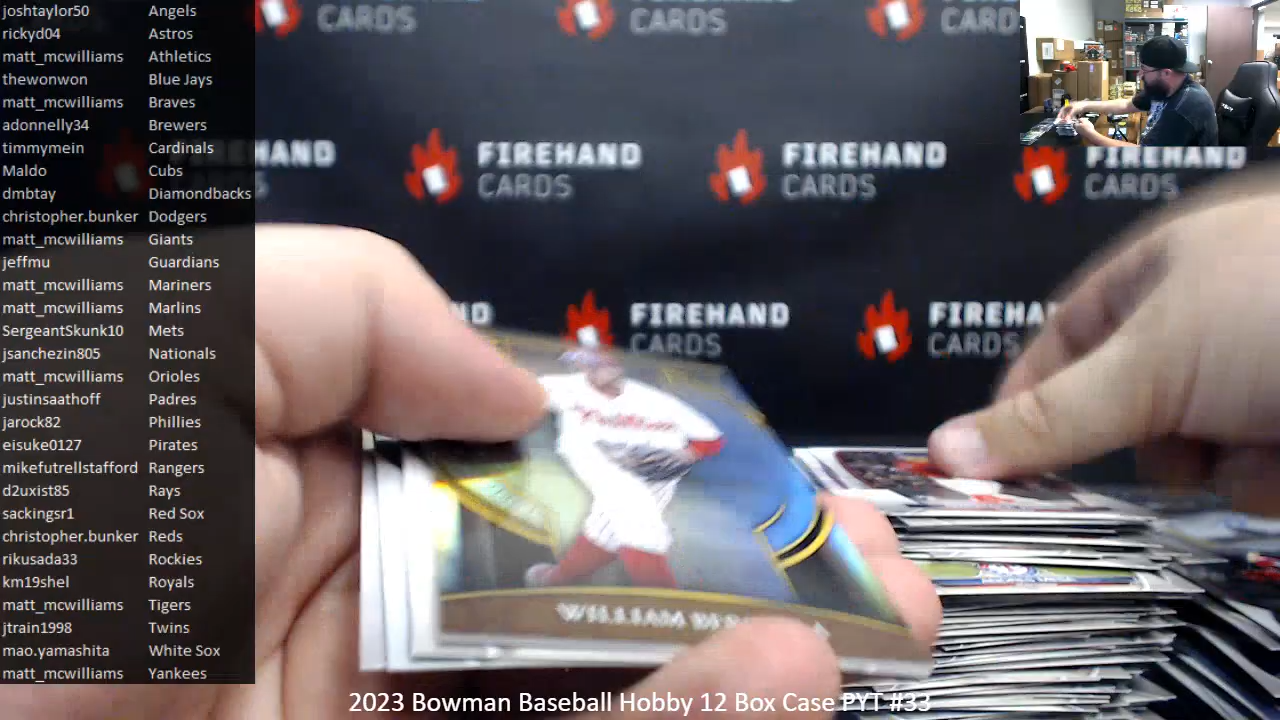 joshtaylor50 Angels
rickyd04 Astros
matt_mcwilliams Athletics
thewonwon Blue Jays
matt_mcwilliams Braves
adonnelly34 Brewers
timmymein Cardinals
Maldo Cubs
dmbtay Diamondbacks
christopher.bunker Dodgers
matt_mcwilliams Giants
jeffmu Guardians
matt_mcwilliams Mariners
matt_mcwilliams Marlins
SergeantSkunk10 Mets
jsanchezin805 Nationals
matt_mcwilliams Orioles
justinsaathoff Padres
jarock82 Phillies
eisuke0127 Pirates
mikefutrellstafford Rangers
d2uxist85 Rays
sackingsr1 Red Sox
christopher.bunker Reds
rikusada33 Rockies
km19shel Royals
matt_mcwilliams Tigers
jtrain1998 Twins
mao.yamashita White Sox
matt_mcwilliams Yankees
CARDS
CARDS
CARDS
FIREHAND
CARDS
FIREHAND
CARDS
FIREHAND
CARDS
FIREHAND
CARDS
CARDS
WILLIAM
2023 Bowman Baseball Hobby 12 Box Case PYT #33